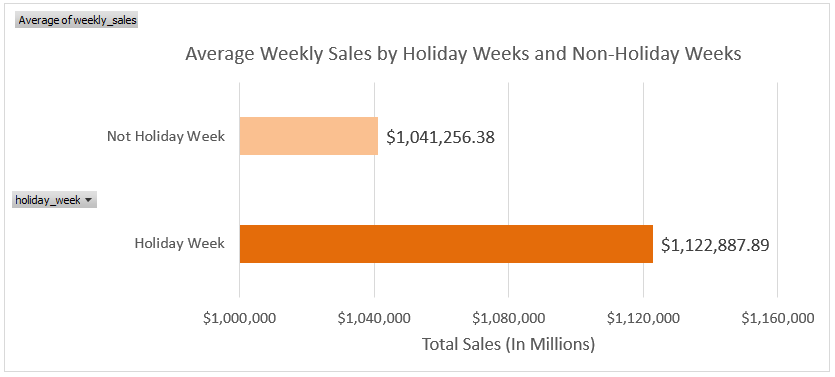 Average of weekly_sales
Average Weekly Sales by Holiday Weeks and Non-Holiday Weeks
Not Holiday Week
$1,041,256.38
holiday_week
Holiday Week
$1,122,887.89
$1,000,000 $1,040,000 $1,080,000 $1,120,000 $1,160,000
Total Sales (In Millions)